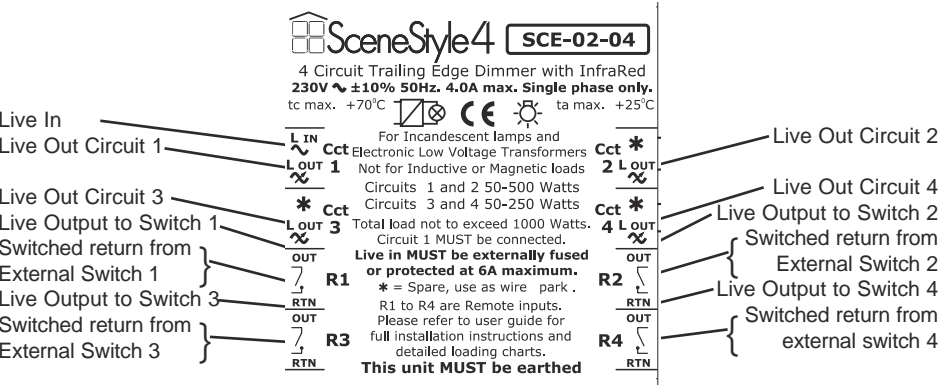 SceneStyle4 SCE-02-04
4 Circuit Trailing Edge Dimmer with InfraRed
230V ∿ ±10% 50Hz. 4.0A max. Single phase only.
tc max. +70°C CE ta max. +25°C
Live In
Live Out Circuit 1
Live Out Circuit 3
Live Output to Switch 1
Switched return from
External Switch 1
Live Output to Switch 3
Switched return from
External Switch 3
L IN
L OUT
Cct
1
*
L OUT
Cct
3
OUT
R1
RTN
OUT
R3
RTN
For Incandescent lamps and
Electronic Low Voltage Transformers
Not for Inductive or Magnetic loads
Circuits 1 and 2 50-500 Watts
Circuits 3 and 4 50-250 Watts
Total load not to exceed 1000 Watts.
Circuit 1 MUST be connected.
Live in MUST be externally fused
or protected at 6A maximum.
* = Spare, use as wire park .
R1 to R4 are Remote inputs.
Please refer to user guide for
full installation instructions and
detailed loading charts.
This unit MUST be earthed
Cct *
2 L OUT
Cct *
4 L OUT
OUT
R2
RTN
OUT
R4
RTN
Live Out Circuit 2
Live Out Circuit 4
Live Output to Switch 2
Switched return from
External Switch 2
Live Output to Switch 4
Switched return from
external switch 4